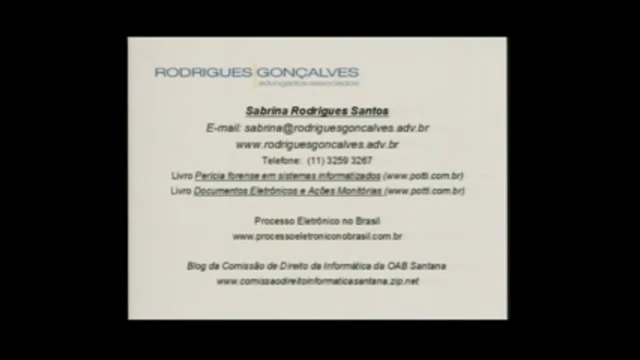 RODRIGUES GONÇALVES
advogados associados
Sabrina Rodrigues Santos
E-mail: sabrina@rodriguesgoncalves.adv.br
www.rodriguesgoncalves.adv.br
Telefone: (11) 3259 3267
Livro Perícia forense em sistemas informatizados (www.potti.com.br)
Livro Documentos Eletrônicos e Ações Monitórias (www.potti.com.br)
Processo Eletrônico no Brasil
www.processoeletroniconobrasil.com.br
Blog da Comissão de Direito da Informática da OAB Santana
www.comissaodireitoinformaticasantana.zip.net